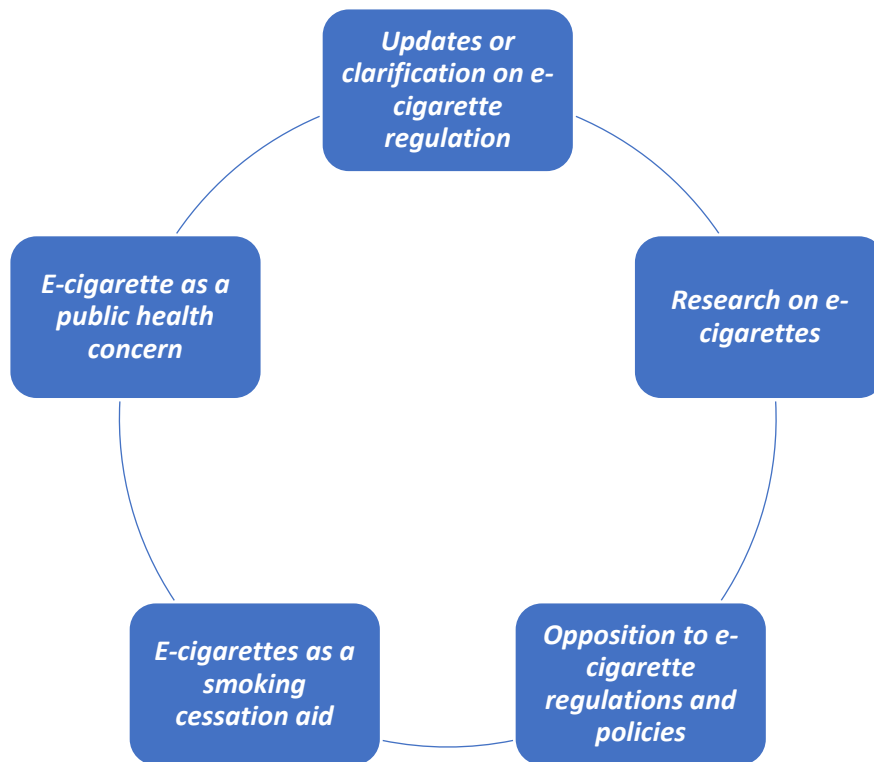 Updates or
clarification on e-
cigarette
regulation
Research on e-
cigarettes
Opposition to e-
cigarette
regulations and
policies
E-cigarettes as a
smoking
cessation aid
E-cigarette as a
public health
concern